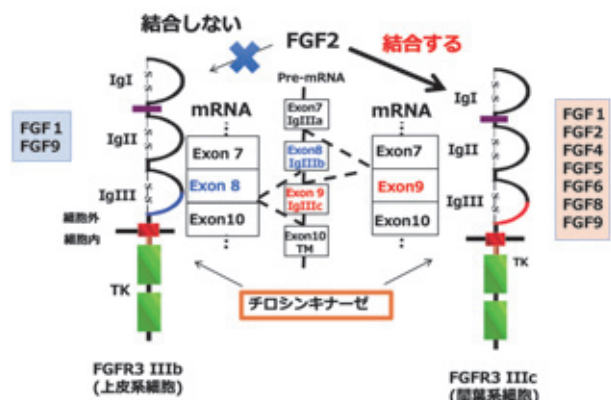 結合しない
FGF2
結合する
Pre-mRNA
IgI
IgII
IgIII
S-S
S-S
S-S
FGF1
FGF9
mRNA
Exon 7
Exon 8
Exon10
Exon7
IgIIIa
Exon8
IgIIIb
Exon 9
IgIIIc
Exon10
TM
mRNA
Exon7
Exon9
Exon10
IgI
IgII
IgIII
S-S
S-S
S-S
FGF1
FGF2
FGF4
FGF5
FGF6
FGF8
FGF9
細胞外
細胞内
TK
TK
チロシンキナーゼ
FGFR3 IIIb
(上皮系細胞)
FGFR3 IIIc
(間葉系細胞)